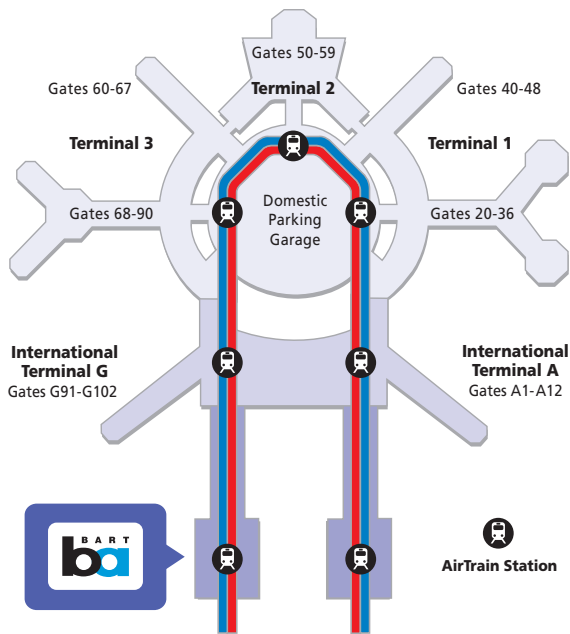 Gates 50-59
Terminal 2
Gates 60-67
Gates 40-48
Terminal 3
Terminal 1
Gates 68-90
Domestic
Parking
Garage
Gates 20-36
International
Terminal G
Gates G91-G102
International
Terminal A
Gates A1-A12
BART
ba
AirTrain Station